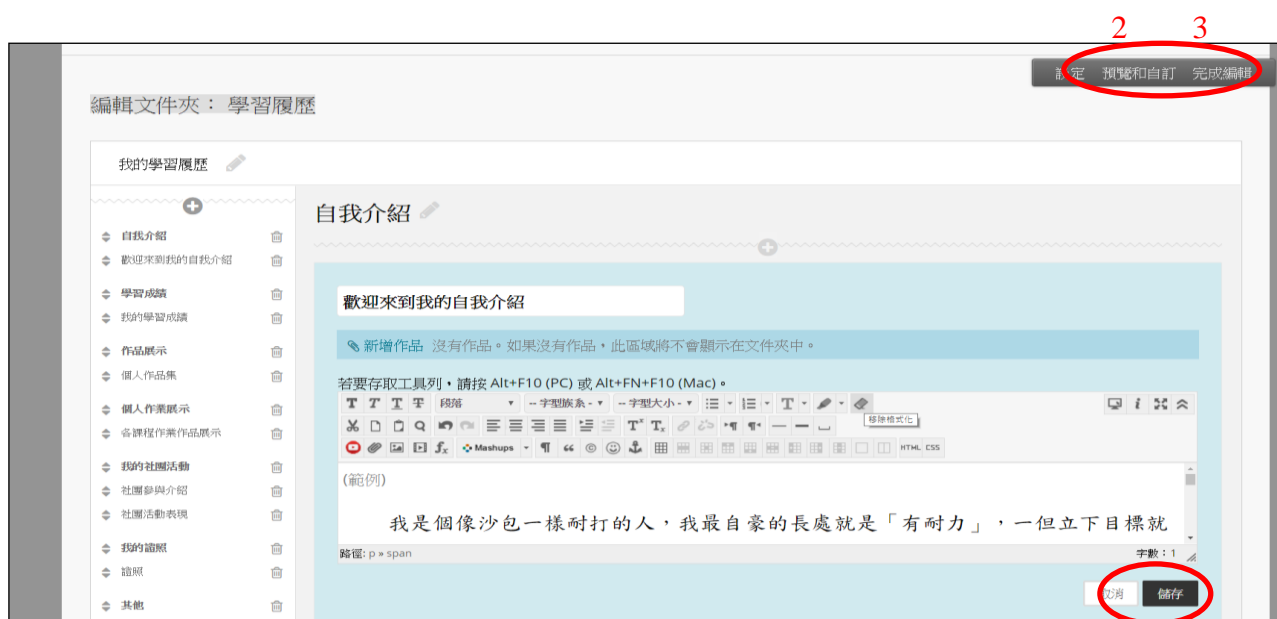 2 3
設定 預覽和自訂 完成編輯
編輯文件夾： 學習履歷
我的學習履歷
自我介紹
歡迎來到我的自我介紹
學習成績
我的學習成績
作品展示
個人作品集
個人作業展示
各課程作業作品展示
我的社團活動
社團參與介紹
社團活動表現
我的證照
證照
其他
自我介紹
歡迎來到我的自我介紹
新增作品 沒有作品。如果沒有作品，此區域將不會顯示在文件夾中。
若要存取工具列，請按 Alt+F10 (PC) 或 Alt+FN+F10 (Mac)。
T T T T 段落 -- 字型族系 - -- 字型大小 - T
移除格式化
Mashups HTML CSS
(範例)
我是個像沙包一樣耐打的人，我最自豪的長處就是「有耐力」，一但立下目標就
路徑: p » span 字數：1
取消 儲存